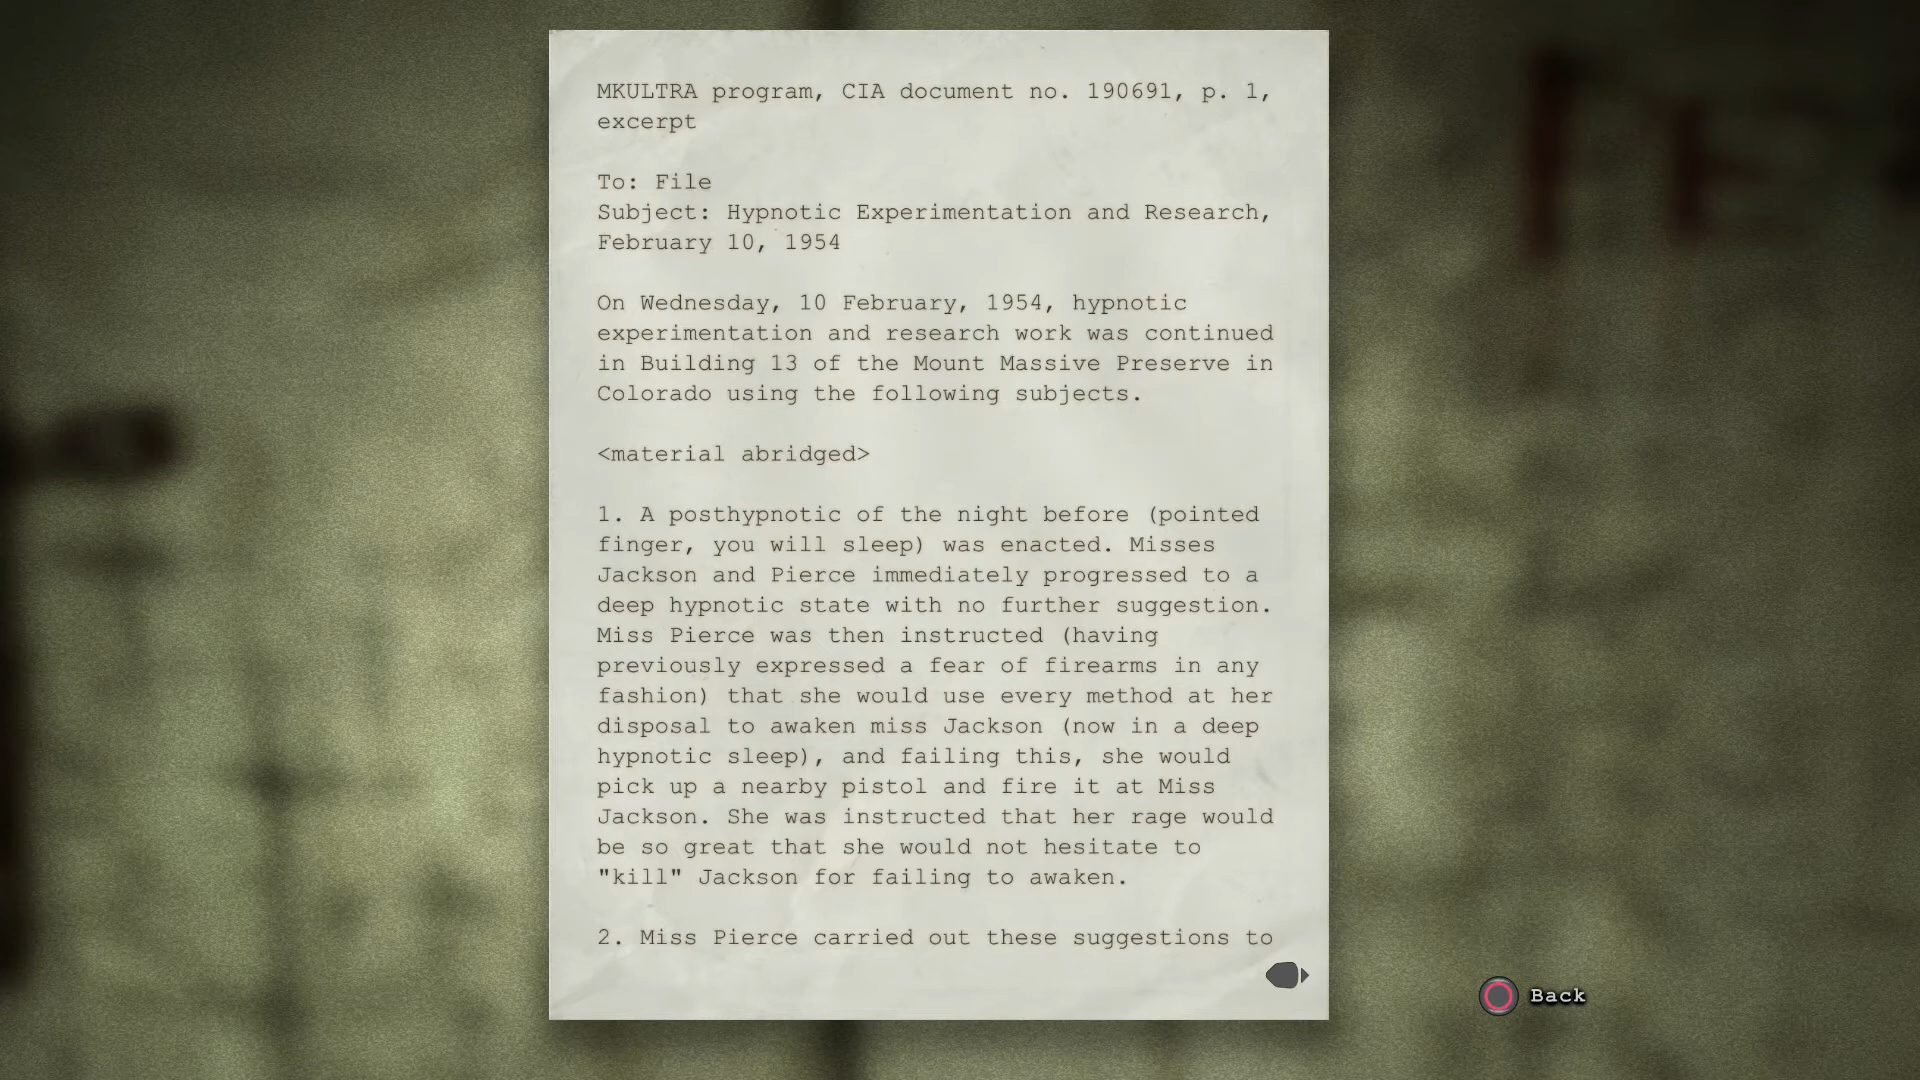 MKULTRA program, CIA document no. 190691, p. 1,
excerpt
To: File
Subject: Hypnotic Experimentation and Research,
February 10, 1954
On Wednesday, 10 February, 1954, hypnotic
experimentation and research work was continued
in Building 13 of the Mount Massive Preserve in
Colorado using the following subjects.
<material abridged>
1. A posthypnotic of the night before (pointed
finger, you will sleep) was enacted. Misses
Jackson and Pierce immediately progressed to a
deep hypnotic state with no further suggestion.
Miss Pierce was then instructed (having
previously expressed a fear of firearms in any
fashion) that she would use every method at her
disposal to awaken miss Jackson (now in a deep
hypnotic sleep), and failing this, she would
pick up a nearby pistol and fire it at Miss
Jackson. She was instructed that her rage would
be so great that she would not hesitate to
"kill" Jackson for failing to awaken.
2. Miss Pierce carried out these suggestions to
Back